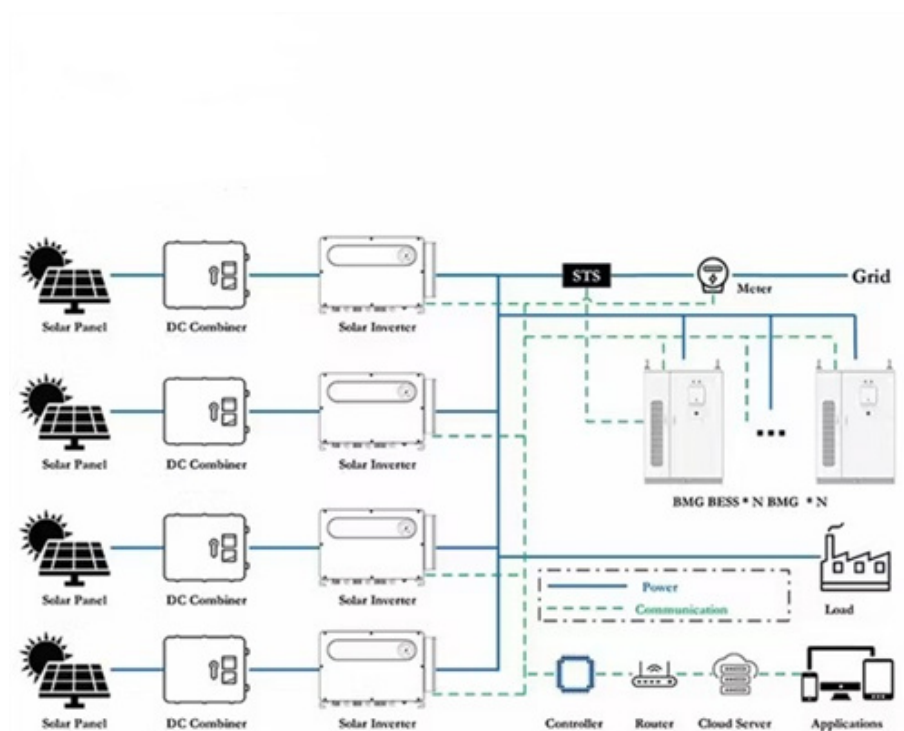 STS
Grid
Meter
Solar Panel
DC Combiner
Solar Inverter
Solar Panel
DC Combiner
Solar Inverter
BMG BESS * N BMG * N
Solar Panel
DC Combiner
Solar Inverter
Power
Communication
Load
Solar Panel
DC Combiner
Solar Inverter
Controller
Router
Cloud Server
Applications